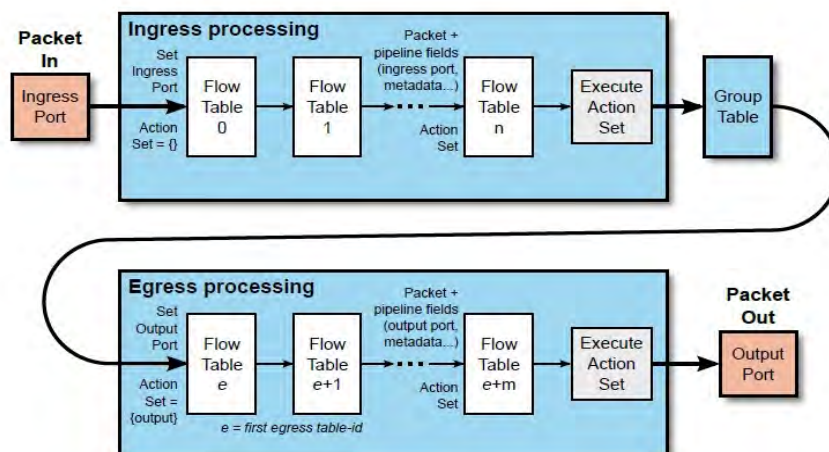 Ingress processing
Packet
In
Ingress
Port
Set
Ingress
Port
Action
Set = {}
Flow
Table
0
Flow
Table
1
Packet +
pipeline fields
(ingress port,
metadata...)
Action
Set
Flow
Table
n
Execute
Action
Set
Group
Table
Egress processing
Set
Output
Port
Action
Set =
{output}
Flow
Table
e
Flow
Table
e+1
e = first egress table-id
Packet +
pipeline fields
(output port,
metadata...)
Action
Set
Flow
Table
e+m
Execute
Action
Set
Packet
Out
Output
Port